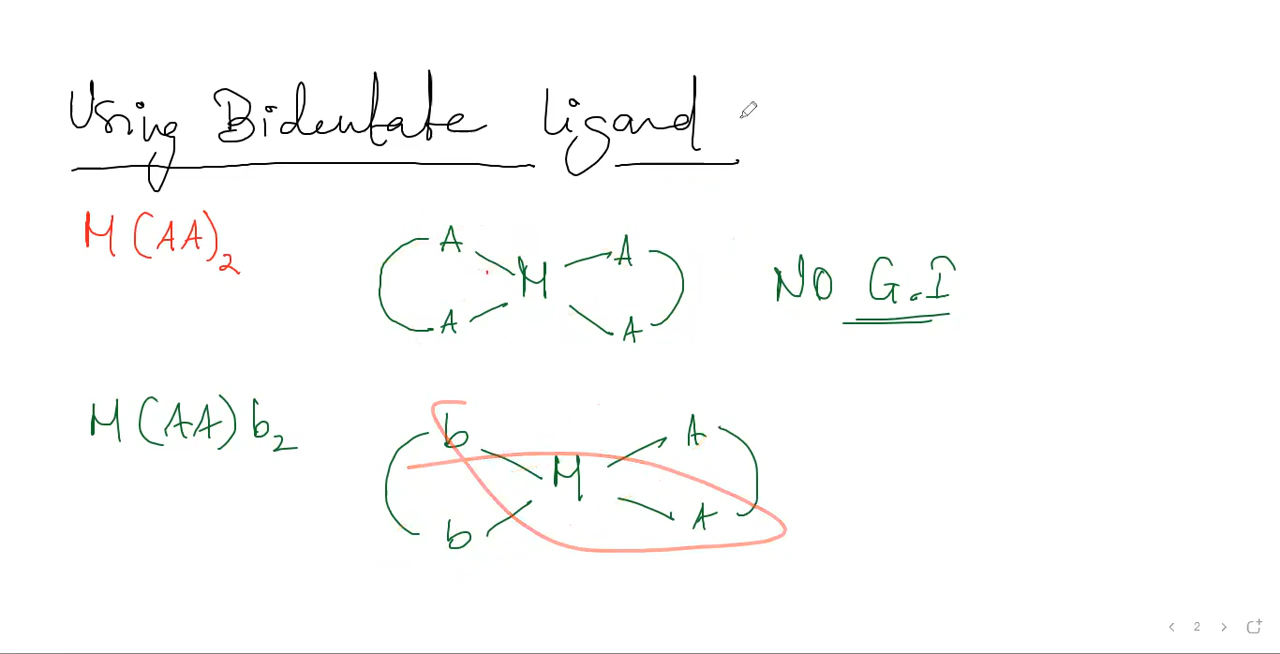 Using Bidentate Ligand
M(AA)₂
A A
M
A A
NO G.I
M(AA)b₂
b A
M
b A
2